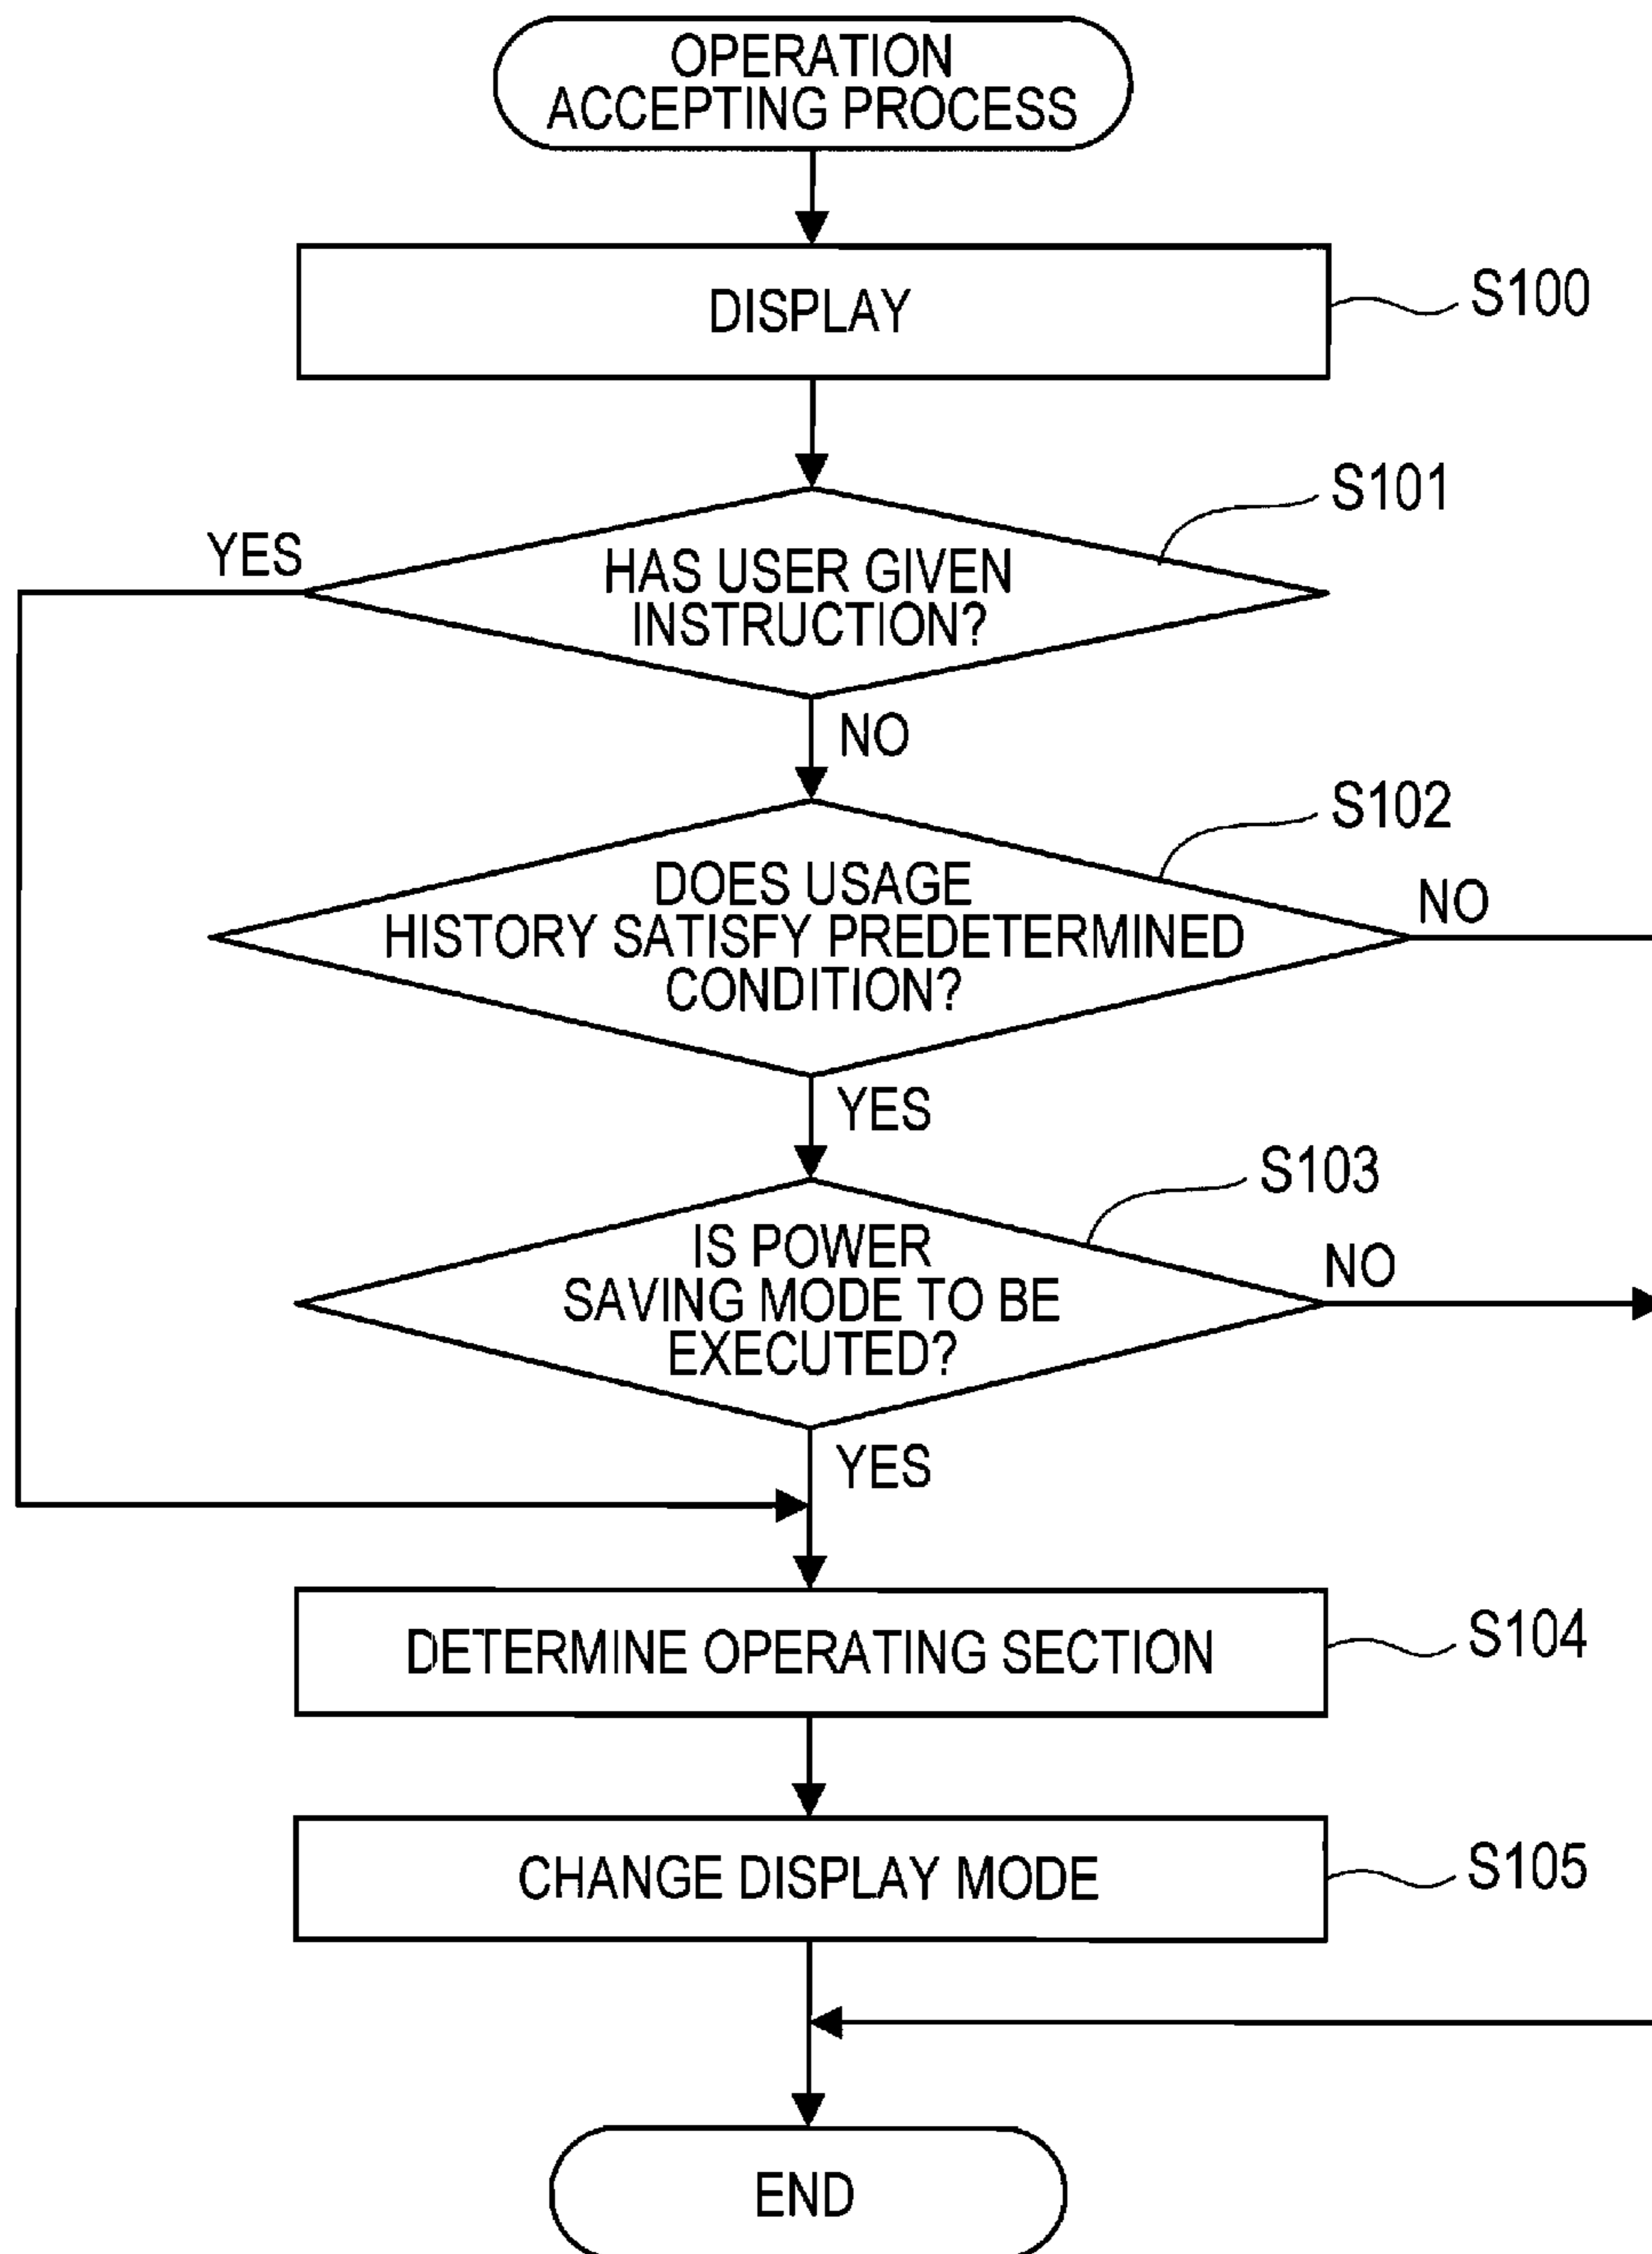 OPERATION
ACCEPTING PROCESS
DISPLAY
S100
S101
YES
HAS USER GIVEN
INSTRUCTION?
NO
S102
DOES USAGE
HISTORY SATISFY PREDETERMINED
CONDITION?
NO
YES
S103
IS POWER
SAVING MODE TO BE
EXECUTED?
NO
YES
DETERMINE OPERATING SECTION
S104
CHANGE DISPLAY MODE
S105
END